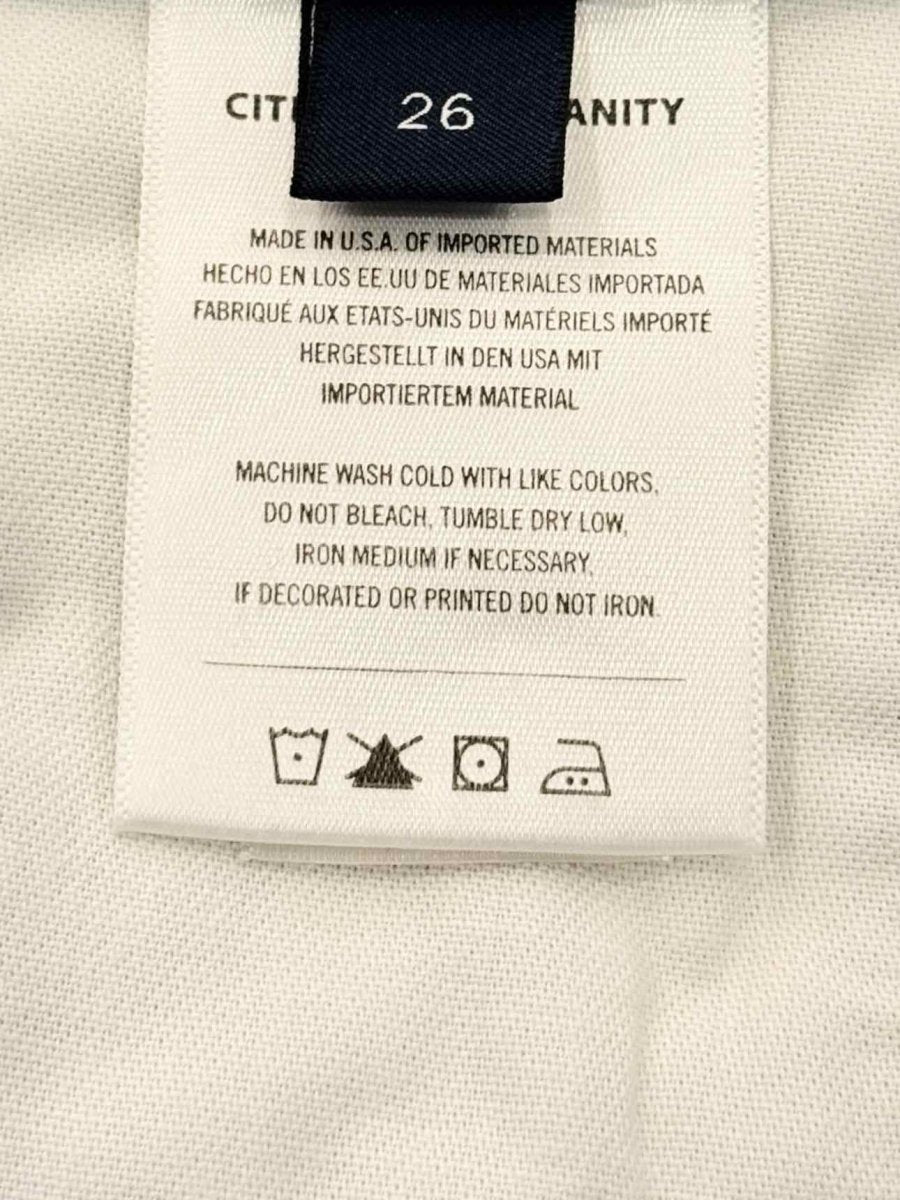 26
CIT ANITY
MADE IN U.S.A. OF IMPORTED MATERIALS
HECHO EN LOS EE.UU DE MATERIALES IMPORTADA
FABRIQUÉ AUX ETATS-UNIS DU MATÉRIELS IMPORTÉ
HERGESTELLT IN DEN USA MIT
IMPORTIERTEM MATERIAL
MACHINE WASH COLD WITH LIKE COLORS,
DO NOT BLEACH, TUMBLE DRY LOW,
IRON MEDIUM IF NECESSARY,
IF DECORATED OR PRINTED DO NOT IRON.